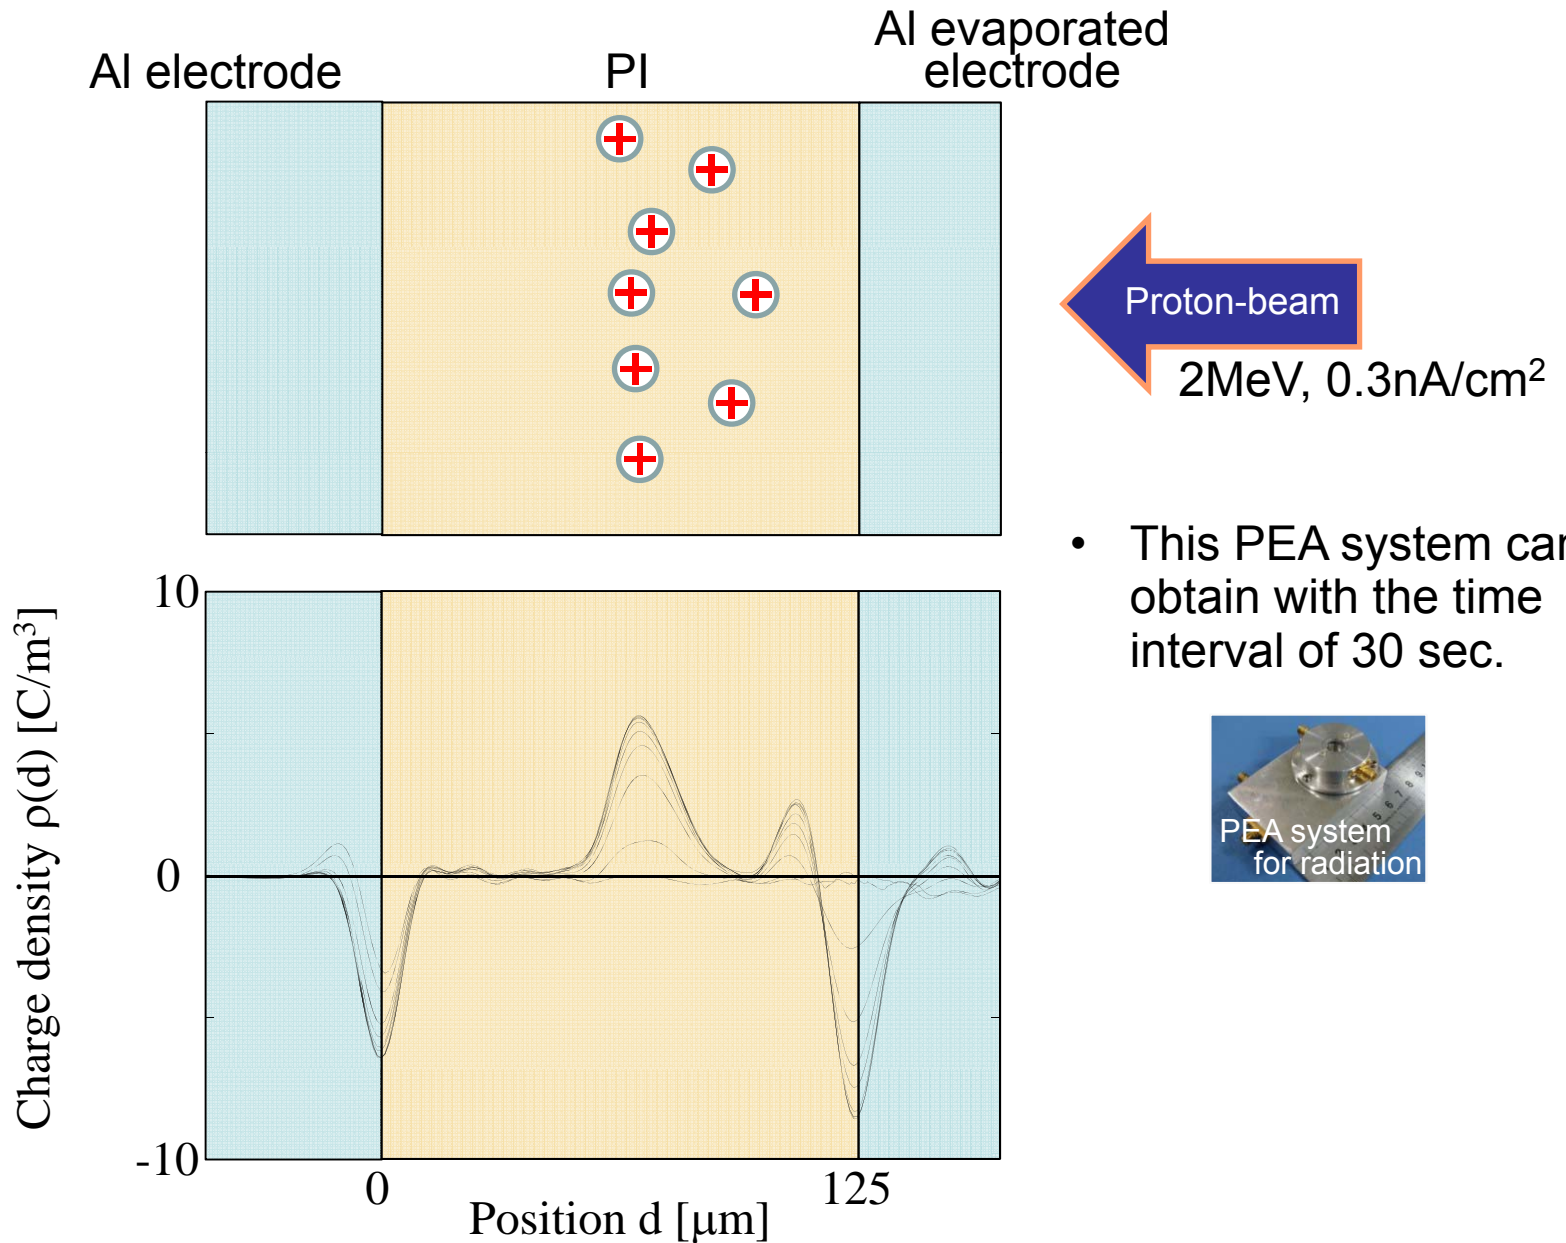 Al electrode
PI
Al evaporated
electrode
Proton-beam
2MeV, 0.3nA/cm²
• This PEA system can
obtain with the time
interval of 30 sec.
PEA system
for radiation
10
0
-10
Charge density ρ(d) [C/m³]
0
125
Position d [μm]